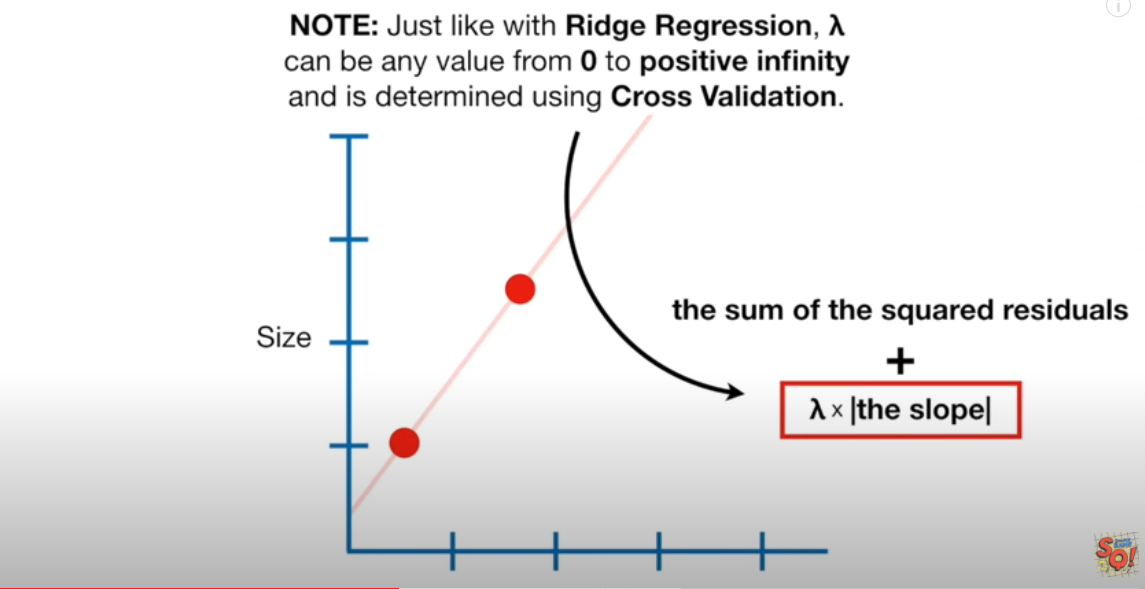 NOTE: Just like with Ridge Regression, λ
can be any value from 0 to positive infinity
and is determined using Cross Validation.
Size
the sum of the squared residuals
+
λ × |the slope|
SQ!